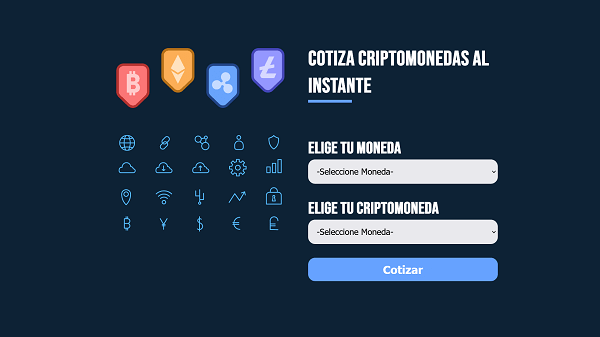 COTIZA CRIPTOMONEDAS AL
INSTANTE
ELIGE TU MONEDA
-Seleccione Moneda-
ELIGE TU CRIPTOMONEDA
-Seleccione Moneda-
Cotizar